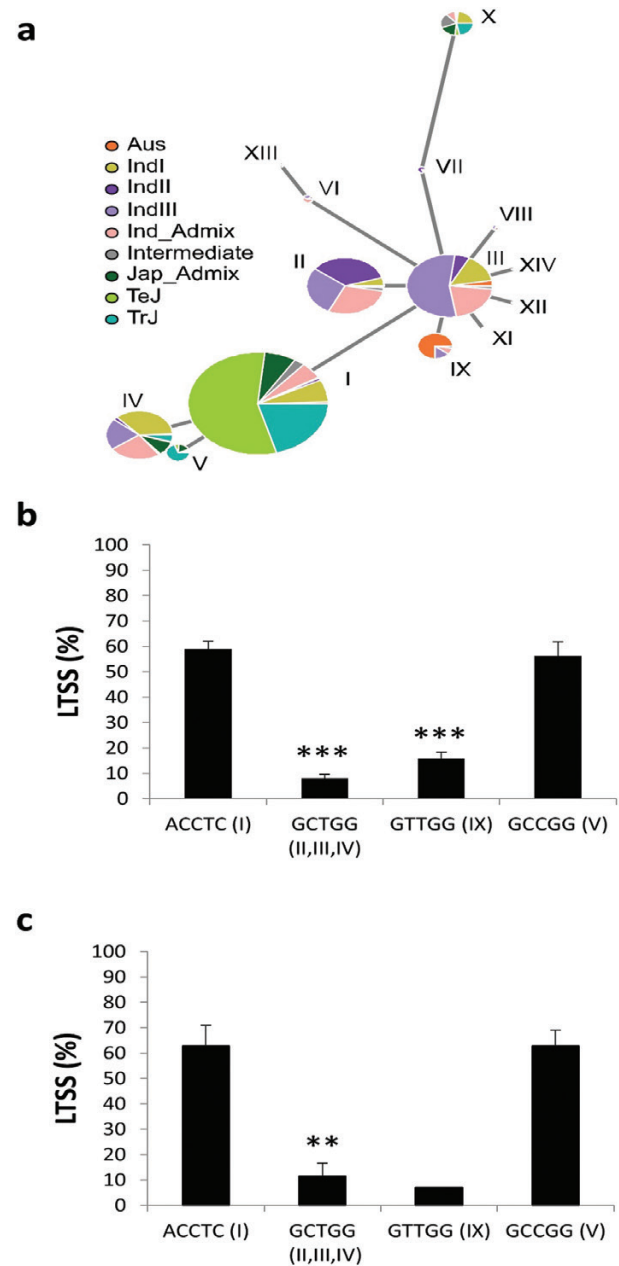 a
X
Aus
IndI
IndII
IndIII
Ind_Admix
Intermediate
Jap_Admix
TeJ
TrJ
XIII
VI
VII
VIII
III
XIV
XII
XI
II
IX
I
IV
V
b
LTSS (%)
100
90
80
70
60
50
40
30
20
10
0
***
***
ACCTC (I)
GCTGG
(II,III,IV)
GTTGG (IX)
GCCGG (V)
c
LTSS (%)
100
90
80
70
60
50
40
30
20
10
0
**
ACCTC (I)
GCTGG
(II,III,IV)
GTTGG (IX)
GCCGG (V)